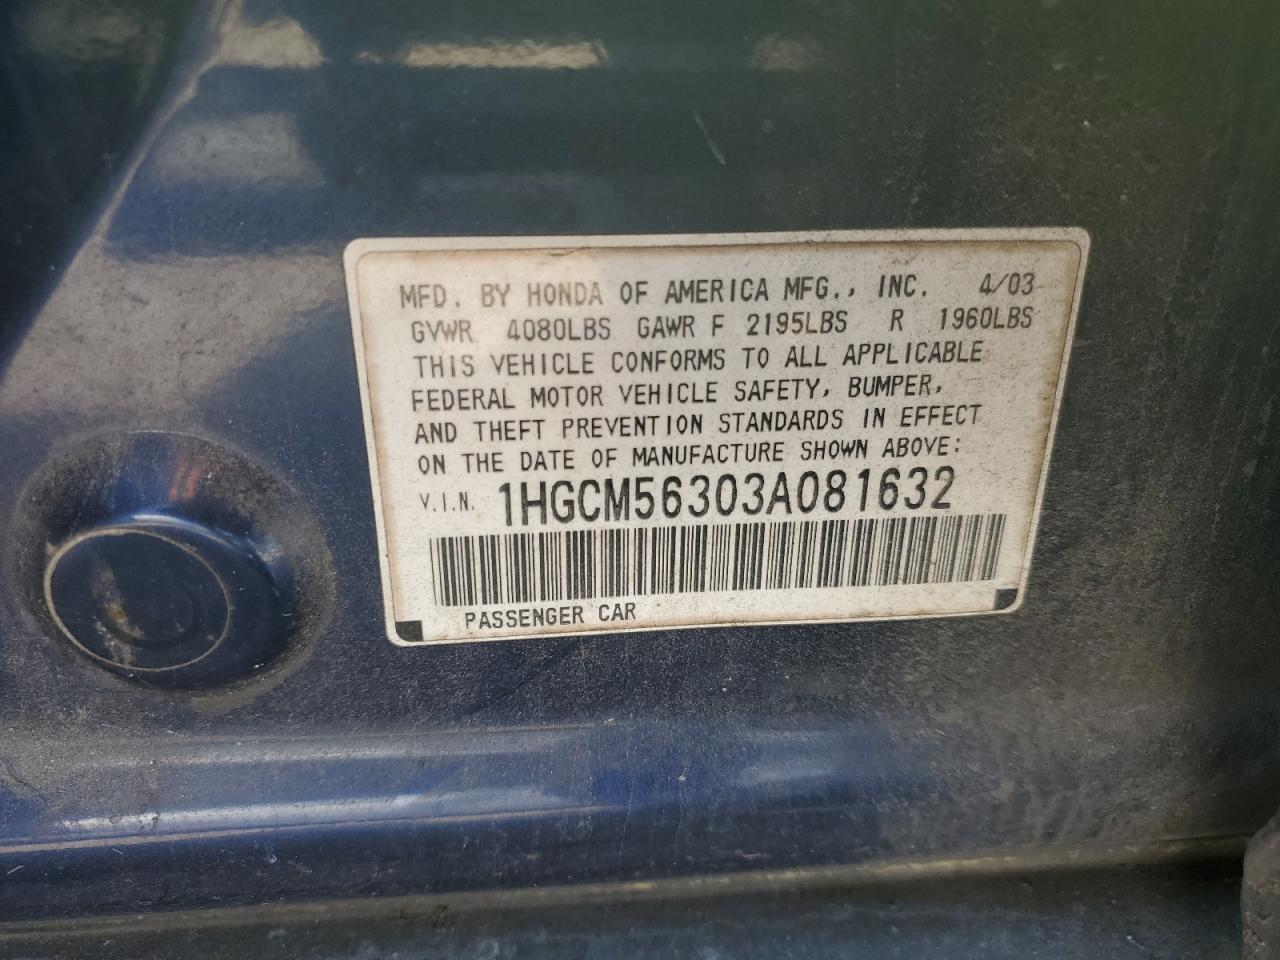 MFD. BY HONDA OF AMERICA MFG., INC. 4/03
GVWR 4080LBS GAWR F 2195LBS R 1960LBS
THIS VEHICLE CONFORMS TO ALL APPLICABLE
FEDERAL MOTOR VEHICLE SAFETY, BUMPER,
AND THEFT PREVENTION STANDARDS IN EFFECT
ON THE DATE OF MANUFACTURE SHOWN ABOVE:
V.I.N. 1HGCM56303A081632
PASSENGER CAR